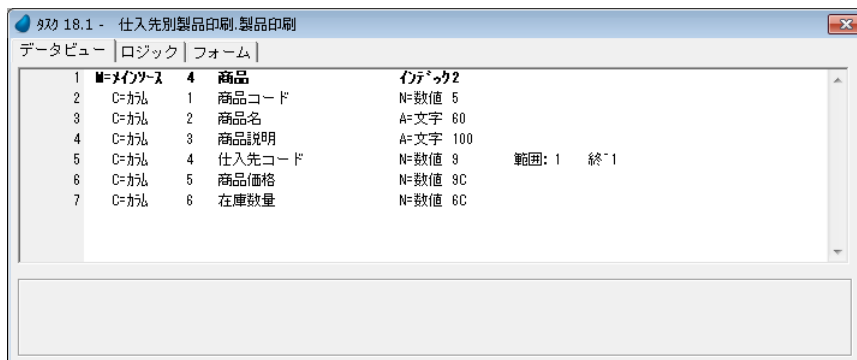 ﾀｽｸ 18.1 - 仕入先別製品印刷.製品印刷
データビュー ロジック フォーム
1 M=ﾒｲﾝｿｰｽ 4 商品 ｲﾝﾃﾞｯｸ 2
2 C=ｶﾗﾑ 1 商品コード N=数値 5
3 C=ｶﾗﾑ 2 商品名 A=文字 60
4 C=ｶﾗﾑ 3 商品説明 A=文字 100
5 C=ｶﾗﾑ 4 仕入先コード N=数値 9 範囲: 1 終˜1
6 C=ｶﾗﾑ 5 商品価格 N=数値 9C
7 C=ｶﾗﾑ 6 在庫数量 N=数値 6C